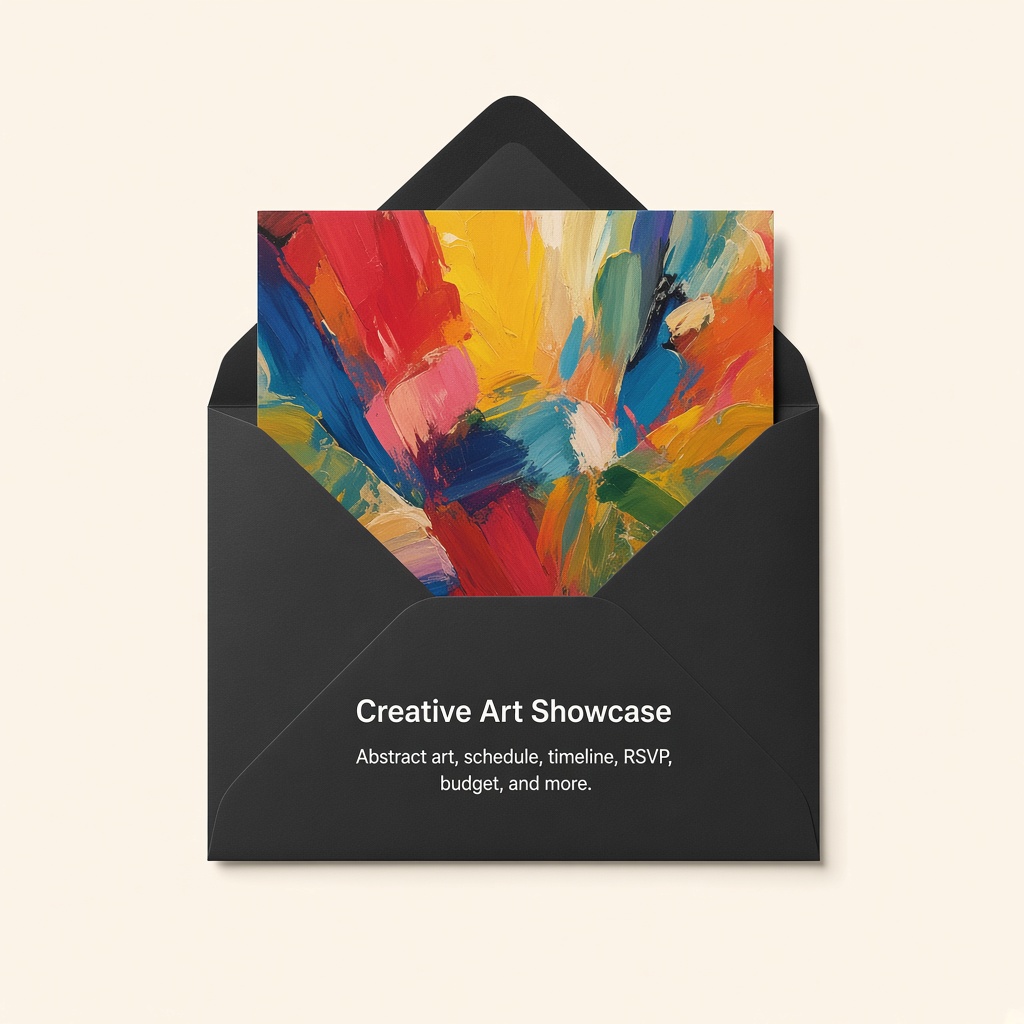 Creative Art Showcase
Abstract art, schedule, timeline, RSVP,
budget, and more.